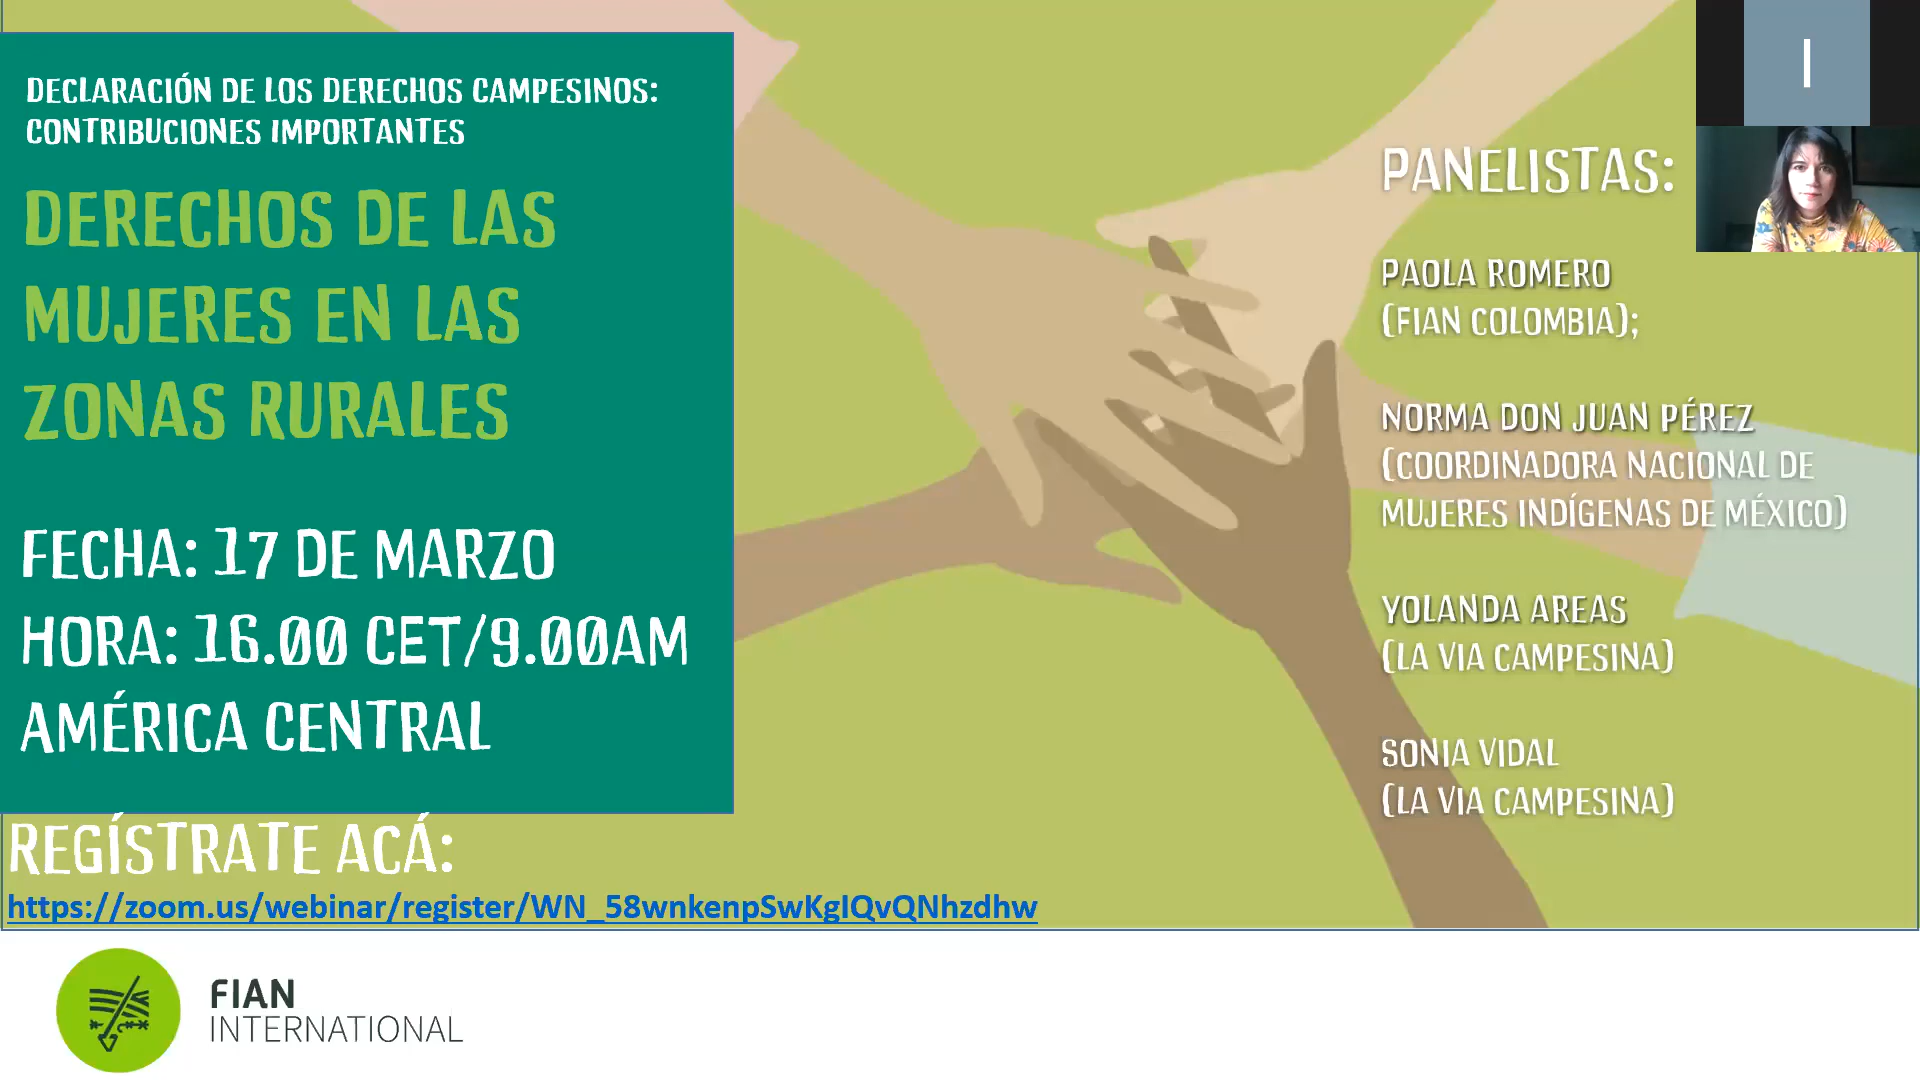 DECLARACIÓN DE LOS DERECHOS CAMPESINOS:
CONTRIBUCIONES IMPORTANTES
DERECHOS DE LAS
MUJERES EN LAS
ZONAS RURALES
FECHA: 17 DE MARZO
HORA: 16.00 CET/9.00AM
AMÉRICA CENTRAL
REGÍSTRATE ACÁ:
https://zoom.us/webinar/register/WN_58wnkenpSwKgIQvQNhzdhw
PANELISTAS:
PAOLA ROMERO
(FIAN COLOMBIA);
NORMA DON JUAN PÉREZ
(COORDINADORA NACIONAL DE
MUJERES INDÍGENAS DE MÉXICO)
YOLANDA AREAS
(LA VIA CAMPESINA)
SONIA VIDAL
(LA VIA CAMPESINA)
I
FIAN
INTERNATIONAL